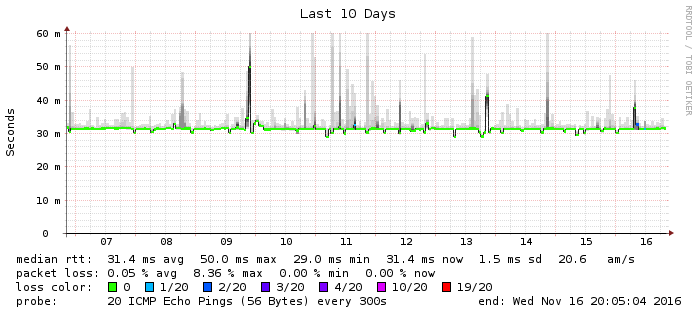 Last 10 Days
RRDTOOL / TOBI OETIKER
Seconds
60 m
50 m
40 m
30 m
20 m
10 m
0
07 08 09 10 11 12 13 14 15 16
median rtt: 31.4 ms avg 50.0 ms max 29.0 ms min 31.4 ms now 1.5 ms sd 20.6 am/s
packet loss: 0.05 % avg 8.36 % max 0.00 % min 0.00 % now
loss color: 0 1/20 2/20 3/20 4/20 10/20 19/20
probe: 20 ICMP Echo Pings (56 Bytes) every 300s end: Wed Nov 16 20:05:04 2016